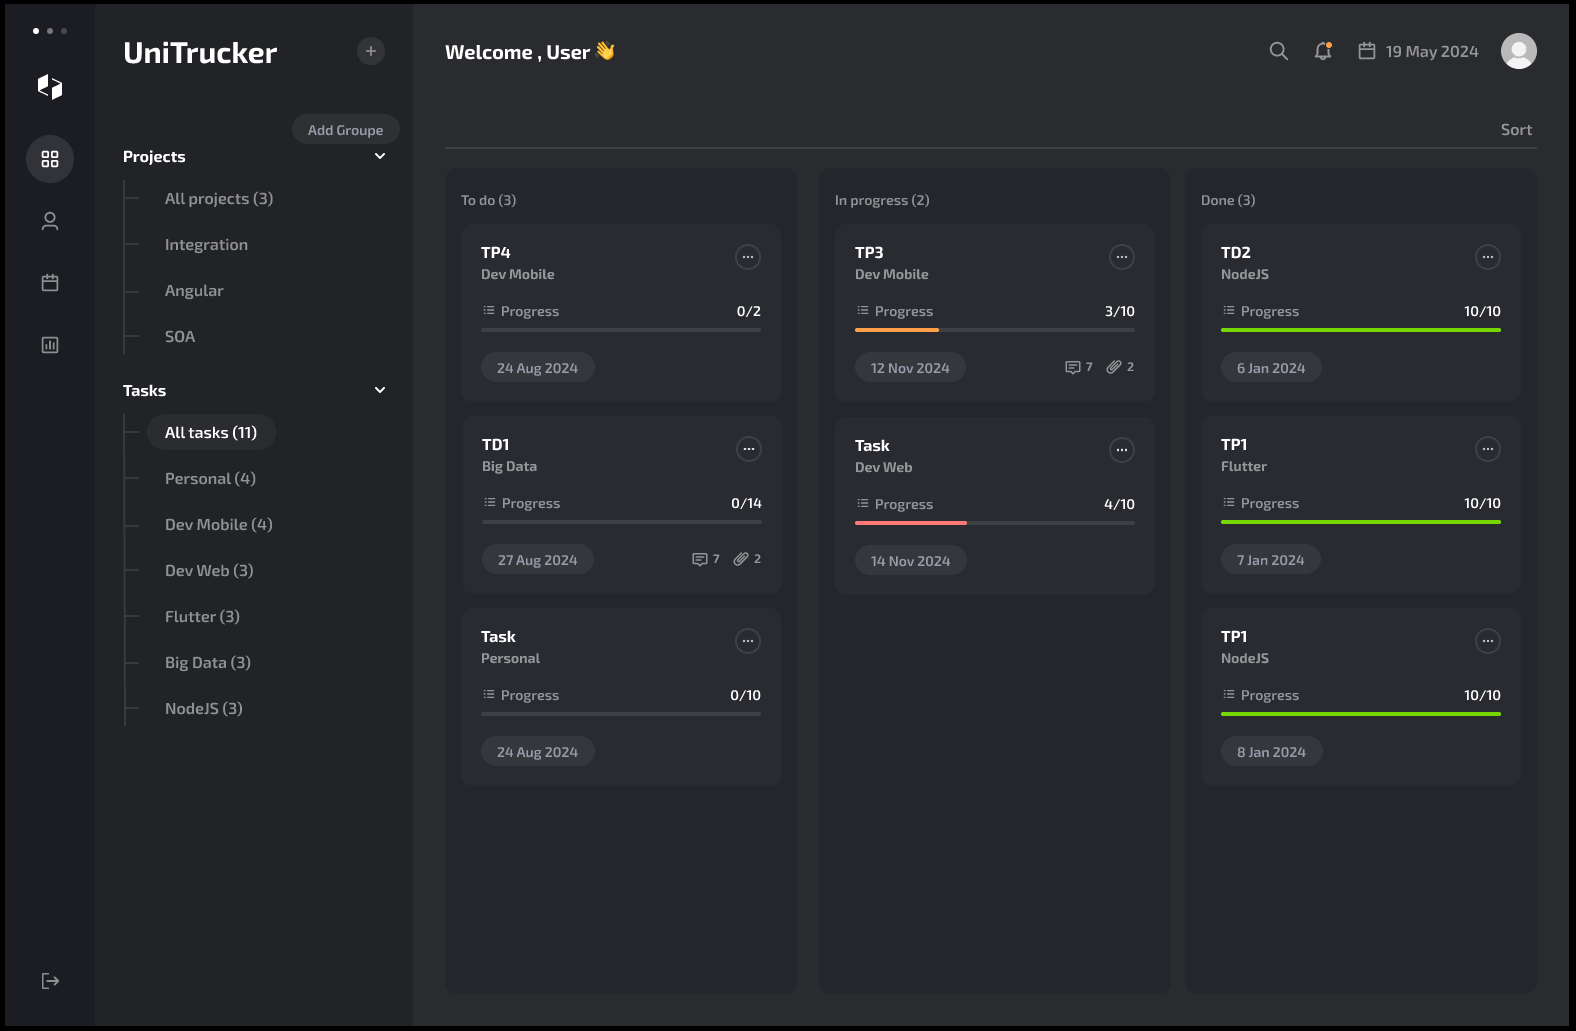 UniTrucker
Welcome , User 👋
19 May 2024
Add Groupe
Sort
Projects
All projects (3)
Integration
Angular
SOA
Tasks
All tasks (11)
Personal (4)
Dev Mobile (4)
Dev Web (3)
Flutter (3)
Big Data (3)
NodeJS (3)
To do (3)
TP4
Dev Mobile
Progress 0/2
24 Aug 2024
TD1
Big Data
Progress 0/14
27 Aug 2024 7 2
Task
Personal
Progress 0/10
24 Aug 2024
In progress (2)
TP3
Dev Mobile
Progress 3/10
12 Nov 2024 7 2
Task
Dev Web
Progress 4/10
14 Nov 2024
Done (3)
TD2
NodeJS
Progress 10/10
6 Jan 2024
TP1
Flutter
Progress 10/10
7 Jan 2024
TP1
NodeJS
Progress 10/10
8 Jan 2024